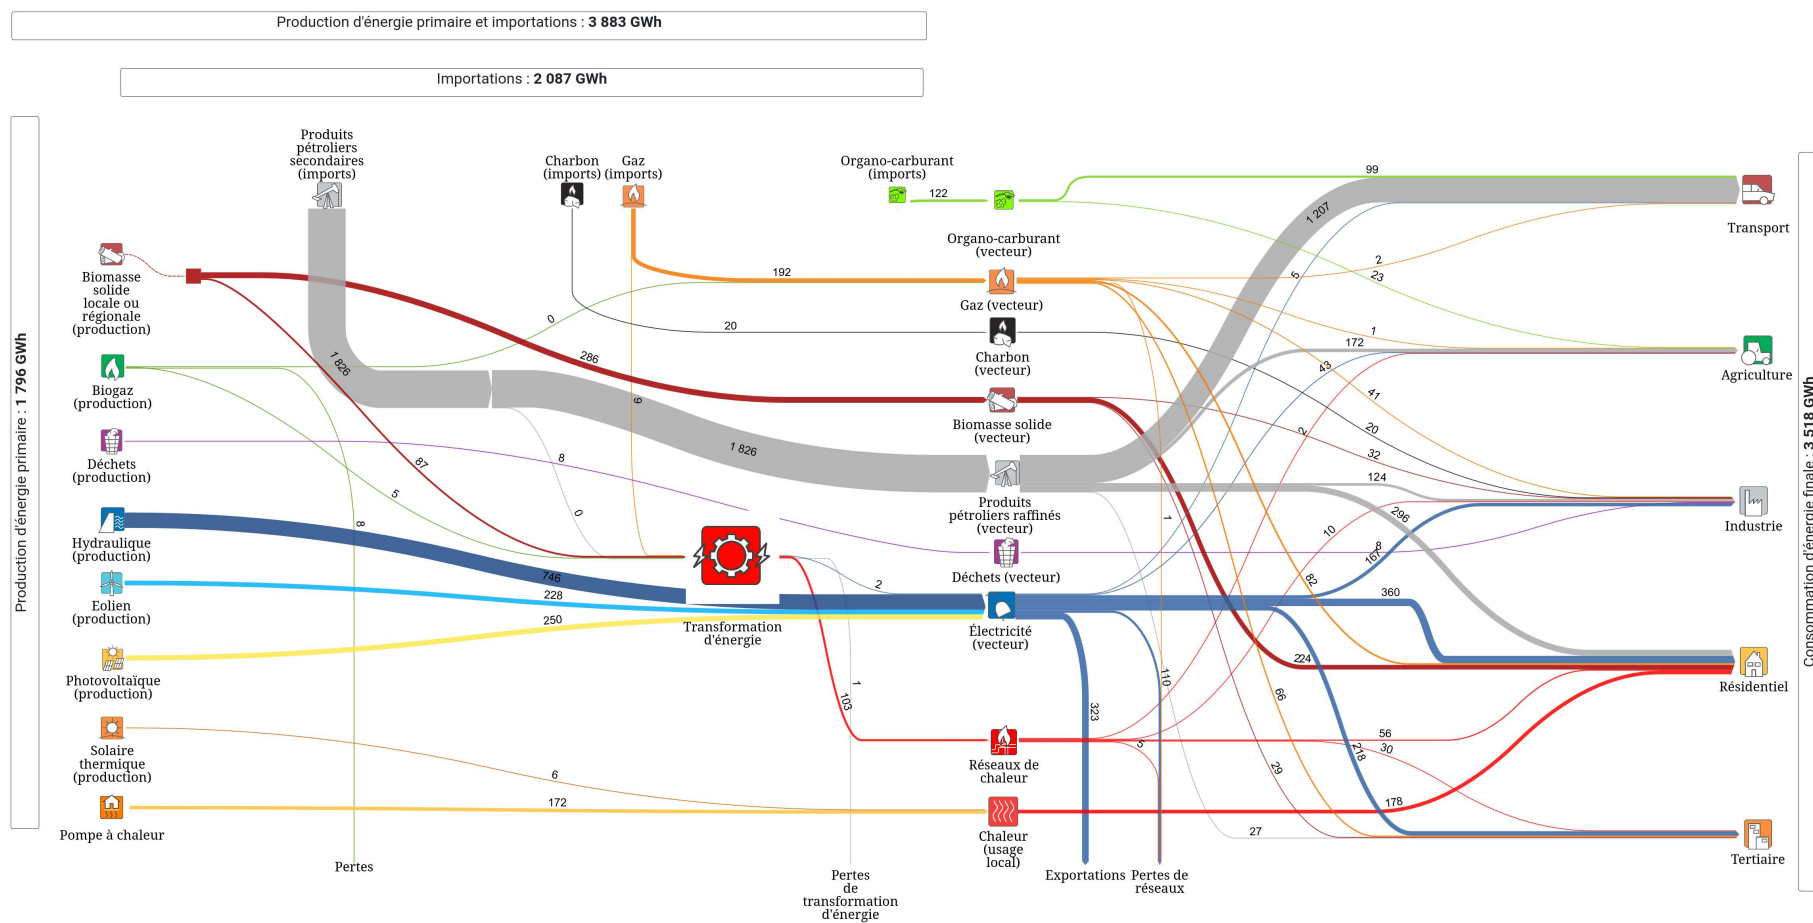 Production d'énergie primaire et importations : 3 883 GWh
Importations : 2 087 GWh
Production d'énergie primaire : 1 796 GWh
Consommation d'énergie finale : 3 518 GWh
Produits
pétroliers
secondaires
(imports)
Charbon
(imports)
Gaz
(imports)
Organo-carburant
(imports)
Biomasse
solide
locale ou
régionale
(production)
Biogaz
(production)
Déchets
(production)
Hydraulique
(production)
Eolien
(production)
Photovoltaïque
(production)
Solaire
thermique
(production)
Pompe à chaleur
Pertes
Transformation
d'énergie
Pertes
de
transformation
d'énergie
Organo-carburant
(vecteur)
Gaz (vecteur)
Charbon
(vecteur)
Biomasse solide
(vecteur)
Produits
pétroliers raffinés
(vecteur)
Déchets (vecteur)
Électricité
(vecteur)
Réseaux de
chaleur
Chaleur
(usage
local)
Exportations
Pertes de
réseaux
Transport
Agriculture
Industrie
Résidentiel
Tertiaire
1 826
286
87
0
5
8
8
746
228
250
6
172
192
20
9
0
1 826
122
2
103
1
99
1 207
5
2
23
1
172
43
41
20
2
32
124
296
10
8
167
1
82
360
224
110
323
66
218
5
56
30
29
178
27